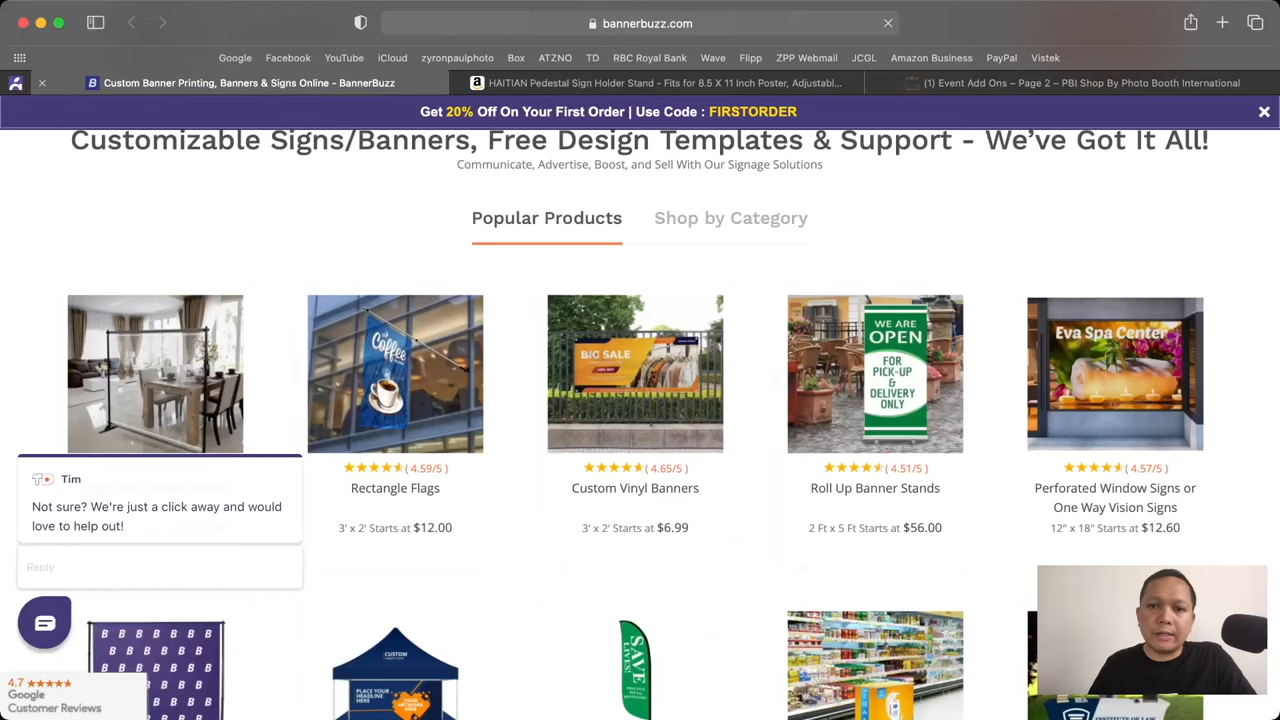 bannerbuzz.com
Google Facebook YouTube iCloud zyronpaulphoto Box ATZNO TD RBC Royal Bank Wave Flipp ZPP Webmail JCGL Amazon Business PayPal Vistek
Custom Banner Printing, Banners & Signs Online - BannerBuzz
HAITIAN Pedestal Sign Holder Stand - Fits for 8.5 X 11 Inch Poster, Adjustabl...
(1) Event Add Ons – Page 2 – PBI Shop By Photo Booth International
Get 20% Off On Your First Order | Use Code : FIRSTORDER
Customizable Signs/Banners, Free Design Templates & Support - We've Got It All!
Communicate, Advertise, Boost, and Sell With Our Signage Solutions
Popular Products
Shop by Category
Coffee
BIG SALE
WE ARE
OPEN
FOR
PICK-UP
&
DELIVERY
ONLY
Eva Spa Center
( 4.59/5 )
Rectangle Flags
3' x 2' Starts at $12.00
( 4.65/5 )
Custom Vinyl Banners
3' x 2' Starts at $6.99
( 4.51/5 )
Roll Up Banner Stands
2 Ft x 5 Ft Starts at $56.00
( 4.57/5 )
Perforated Window Signs or
One Way Vision Signs
12" x 18" Starts at $12.60
Tim
Not sure? We're just a click away and would
love to help out!
Reply
B B B B B B B
B B B B B B
B B B B B B B
CUSTOM
PLACE YOUR
HEADLINE
HERE
YOUR
ARTWORK
HERE
SAVE
LIVES!
INSTITUTE OF LAW
4.7
Google
Customer Reviews